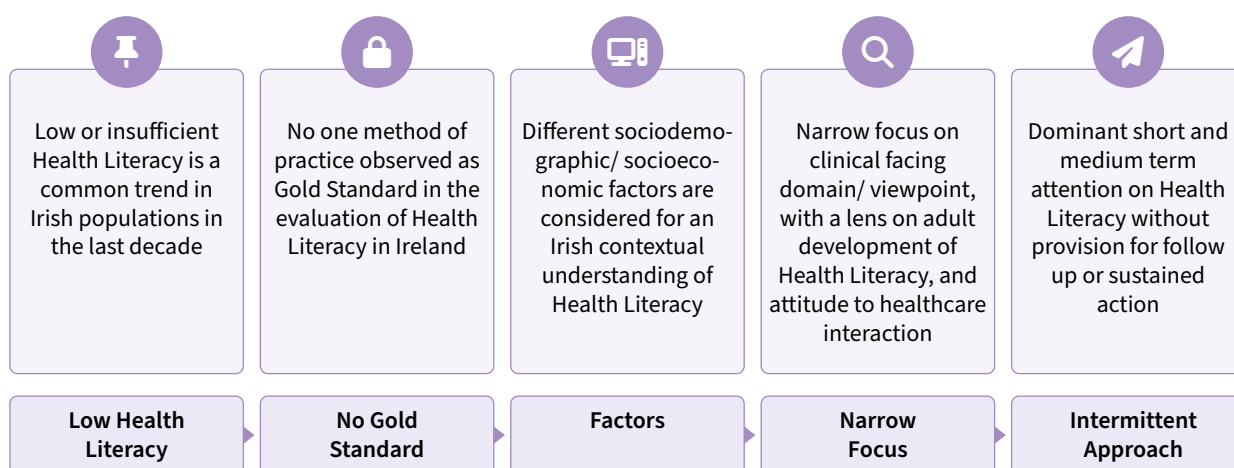 Low or insufficient
Health Literacy is a
common trend in
Irish populations in
the last decade
No one method of
practice observed as
Gold Standard in the
evaluation of Health
Literacy in Ireland
Different sociodemo-
graphic/ socioeco-
nomic factors are
considered for an
Irish contextual
understanding of
Health Literacy
Narrow focus on
clinical facing
domain/ viewpoint,
with a lens on adult
development of
Health Literacy, and
attitude to healthcare
interaction
Dominant short and
medium term
attention on Health
Literacy without
provision for follow
up or sustained
action
Low Health
Literacy
No Gold
Standard
Factors
Narrow
Focus
Intermittent
Approach